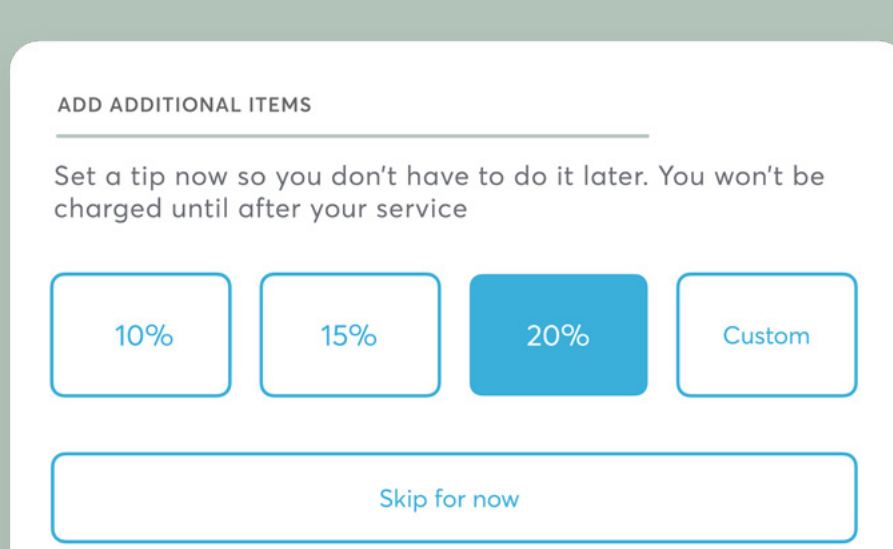 ADD ADDITIONAL ITEMS
Set a tip now so you don't have to do it later. You won't be
charged until after your service
10%
15%
20%
Custom
Skip for now